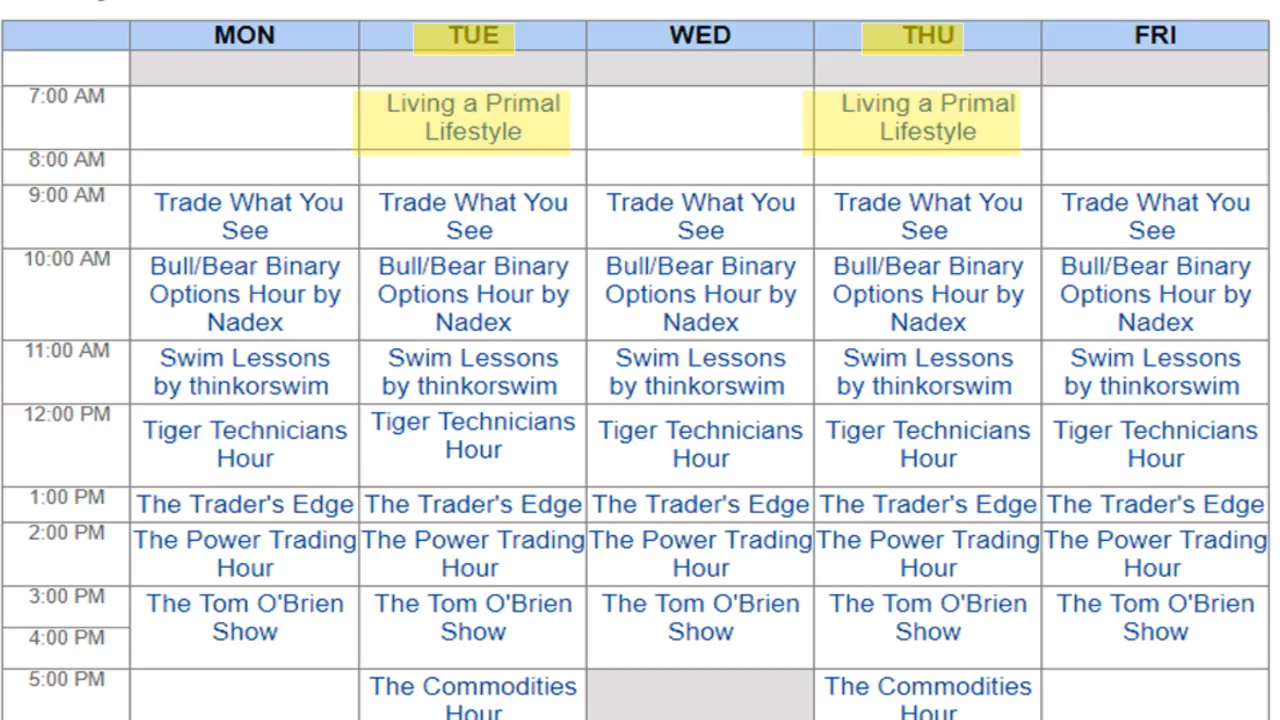 MON TUE WED THU FRI
7:00 AM
Living a Primal Living a Primal
Lifestyle Lifestyle
8:00 AM
9:00 AM
Trade What You Trade What You Trade What You Trade What You Trade What You
See See See See See
10:00 AM
Bull/Bear Binary Bull/Bear Binary Bull/Bear Binary Bull/Bear Binary Bull/Bear Binary
Options Hour by Options Hour by Options Hour by Options Hour by Options Hour by
Nadex Nadex Nadex Nadex Nadex
11:00 AM
Swim Lessons Swim Lessons Swim Lessons Swim Lessons Swim Lessons
by thinkorswim by thinkorswim by thinkorswim by thinkorswim by thinkorswim
12:00 PM
Tiger Technicians Tiger Technicians Tiger Technicians Tiger Technicians Tiger Technicians
Hour Hour Hour Hour Hour
1:00 PM The Trader's Edge The Trader's Edge The Trader's Edge The Trader's Edge The Trader's Edge
2:00 PM The Power Trading The Power Trading The Power Trading The Power Trading The Power Trading
Hour Hour Hour Hour Hour
3:00 PM The Tom O'Brien The Tom O'Brien The Tom O'Brien The Tom O'Brien The Tom O'Brien
4:00 PM Show Show Show Show Show
5:00 PM The Commodities The Commodities
Hour Hour